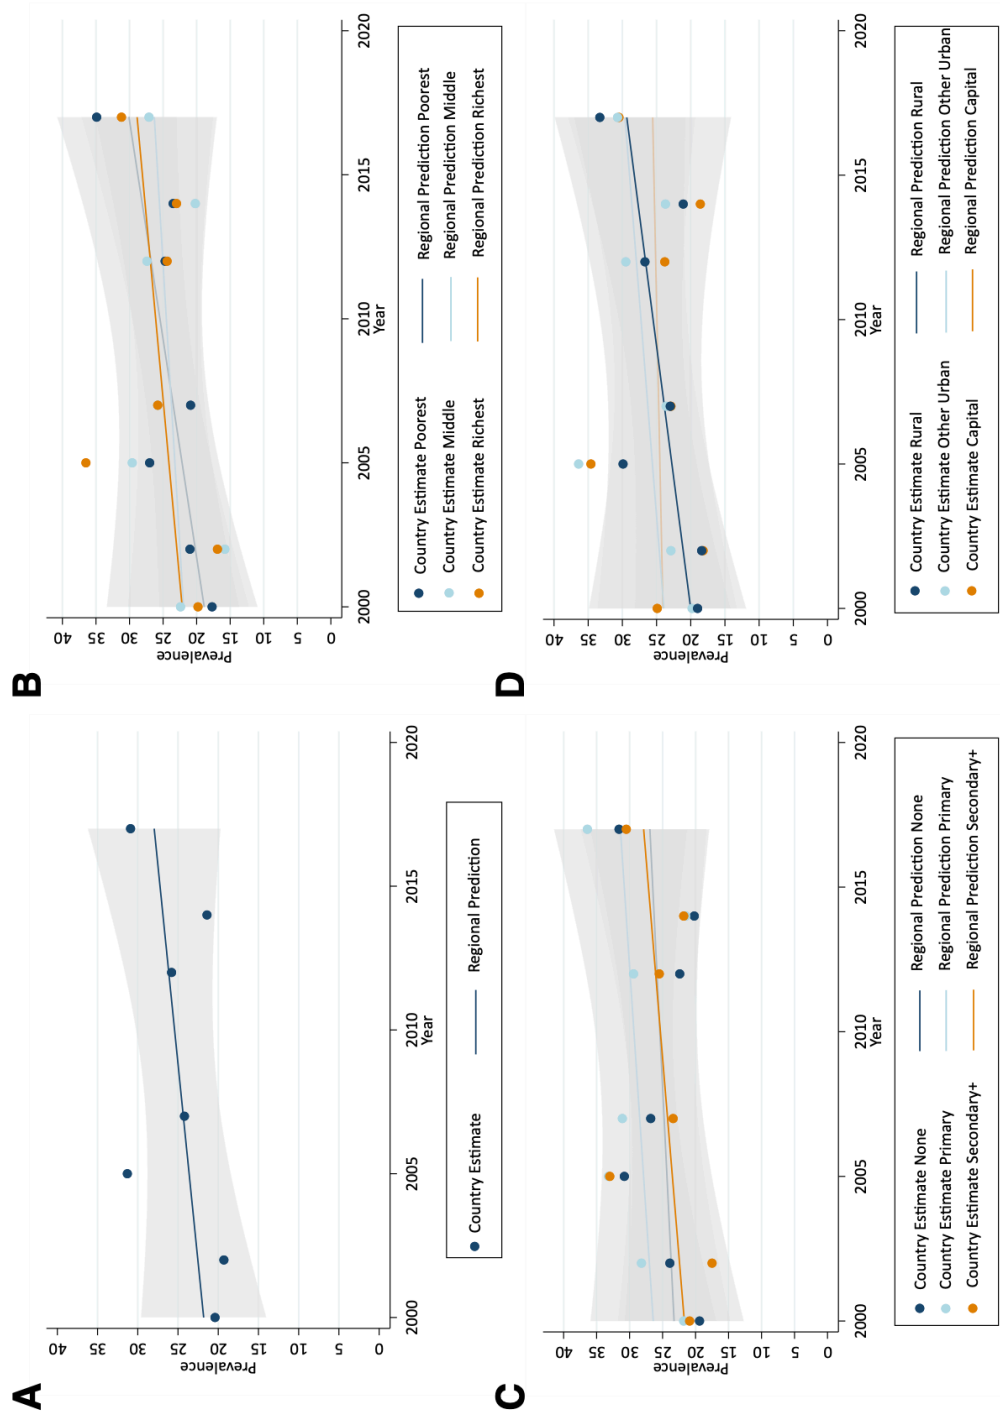 A
Prevalence
40
35
30
25
20
15
10
5
0
2000 2005 2010 2015 2020
Year
Country Estimate Regional Prediction
B
Prevalence
40
35
30
25
20
15
10
5
0
2000 2005 2010 2015 2020
Year
Country Estimate Poorest Regional Prediction Poorest
Country Estimate Middle Regional Prediction Middle
Country Estimate Richest Regional Prediction Richest
C
Prevalence
40
35
30
25
20
15
10
5
0
2000 2005 2010 2015 2020
Year
Country Estimate None Regional Prediction None
Country Estimate Primary Regional Prediction Primary
Country Estimate Secondary+ Regional Prediction Secondary+
D
Prevalence
40
35
30
25
20
15
10
5
0
2000 2005 2010 2015 2020
Year
Country Estimate Rural Regional Prediction Rural
Country Estimate Other Urban Regional Prediction Other Urban
Country Estimate Capital Regional Prediction Capital